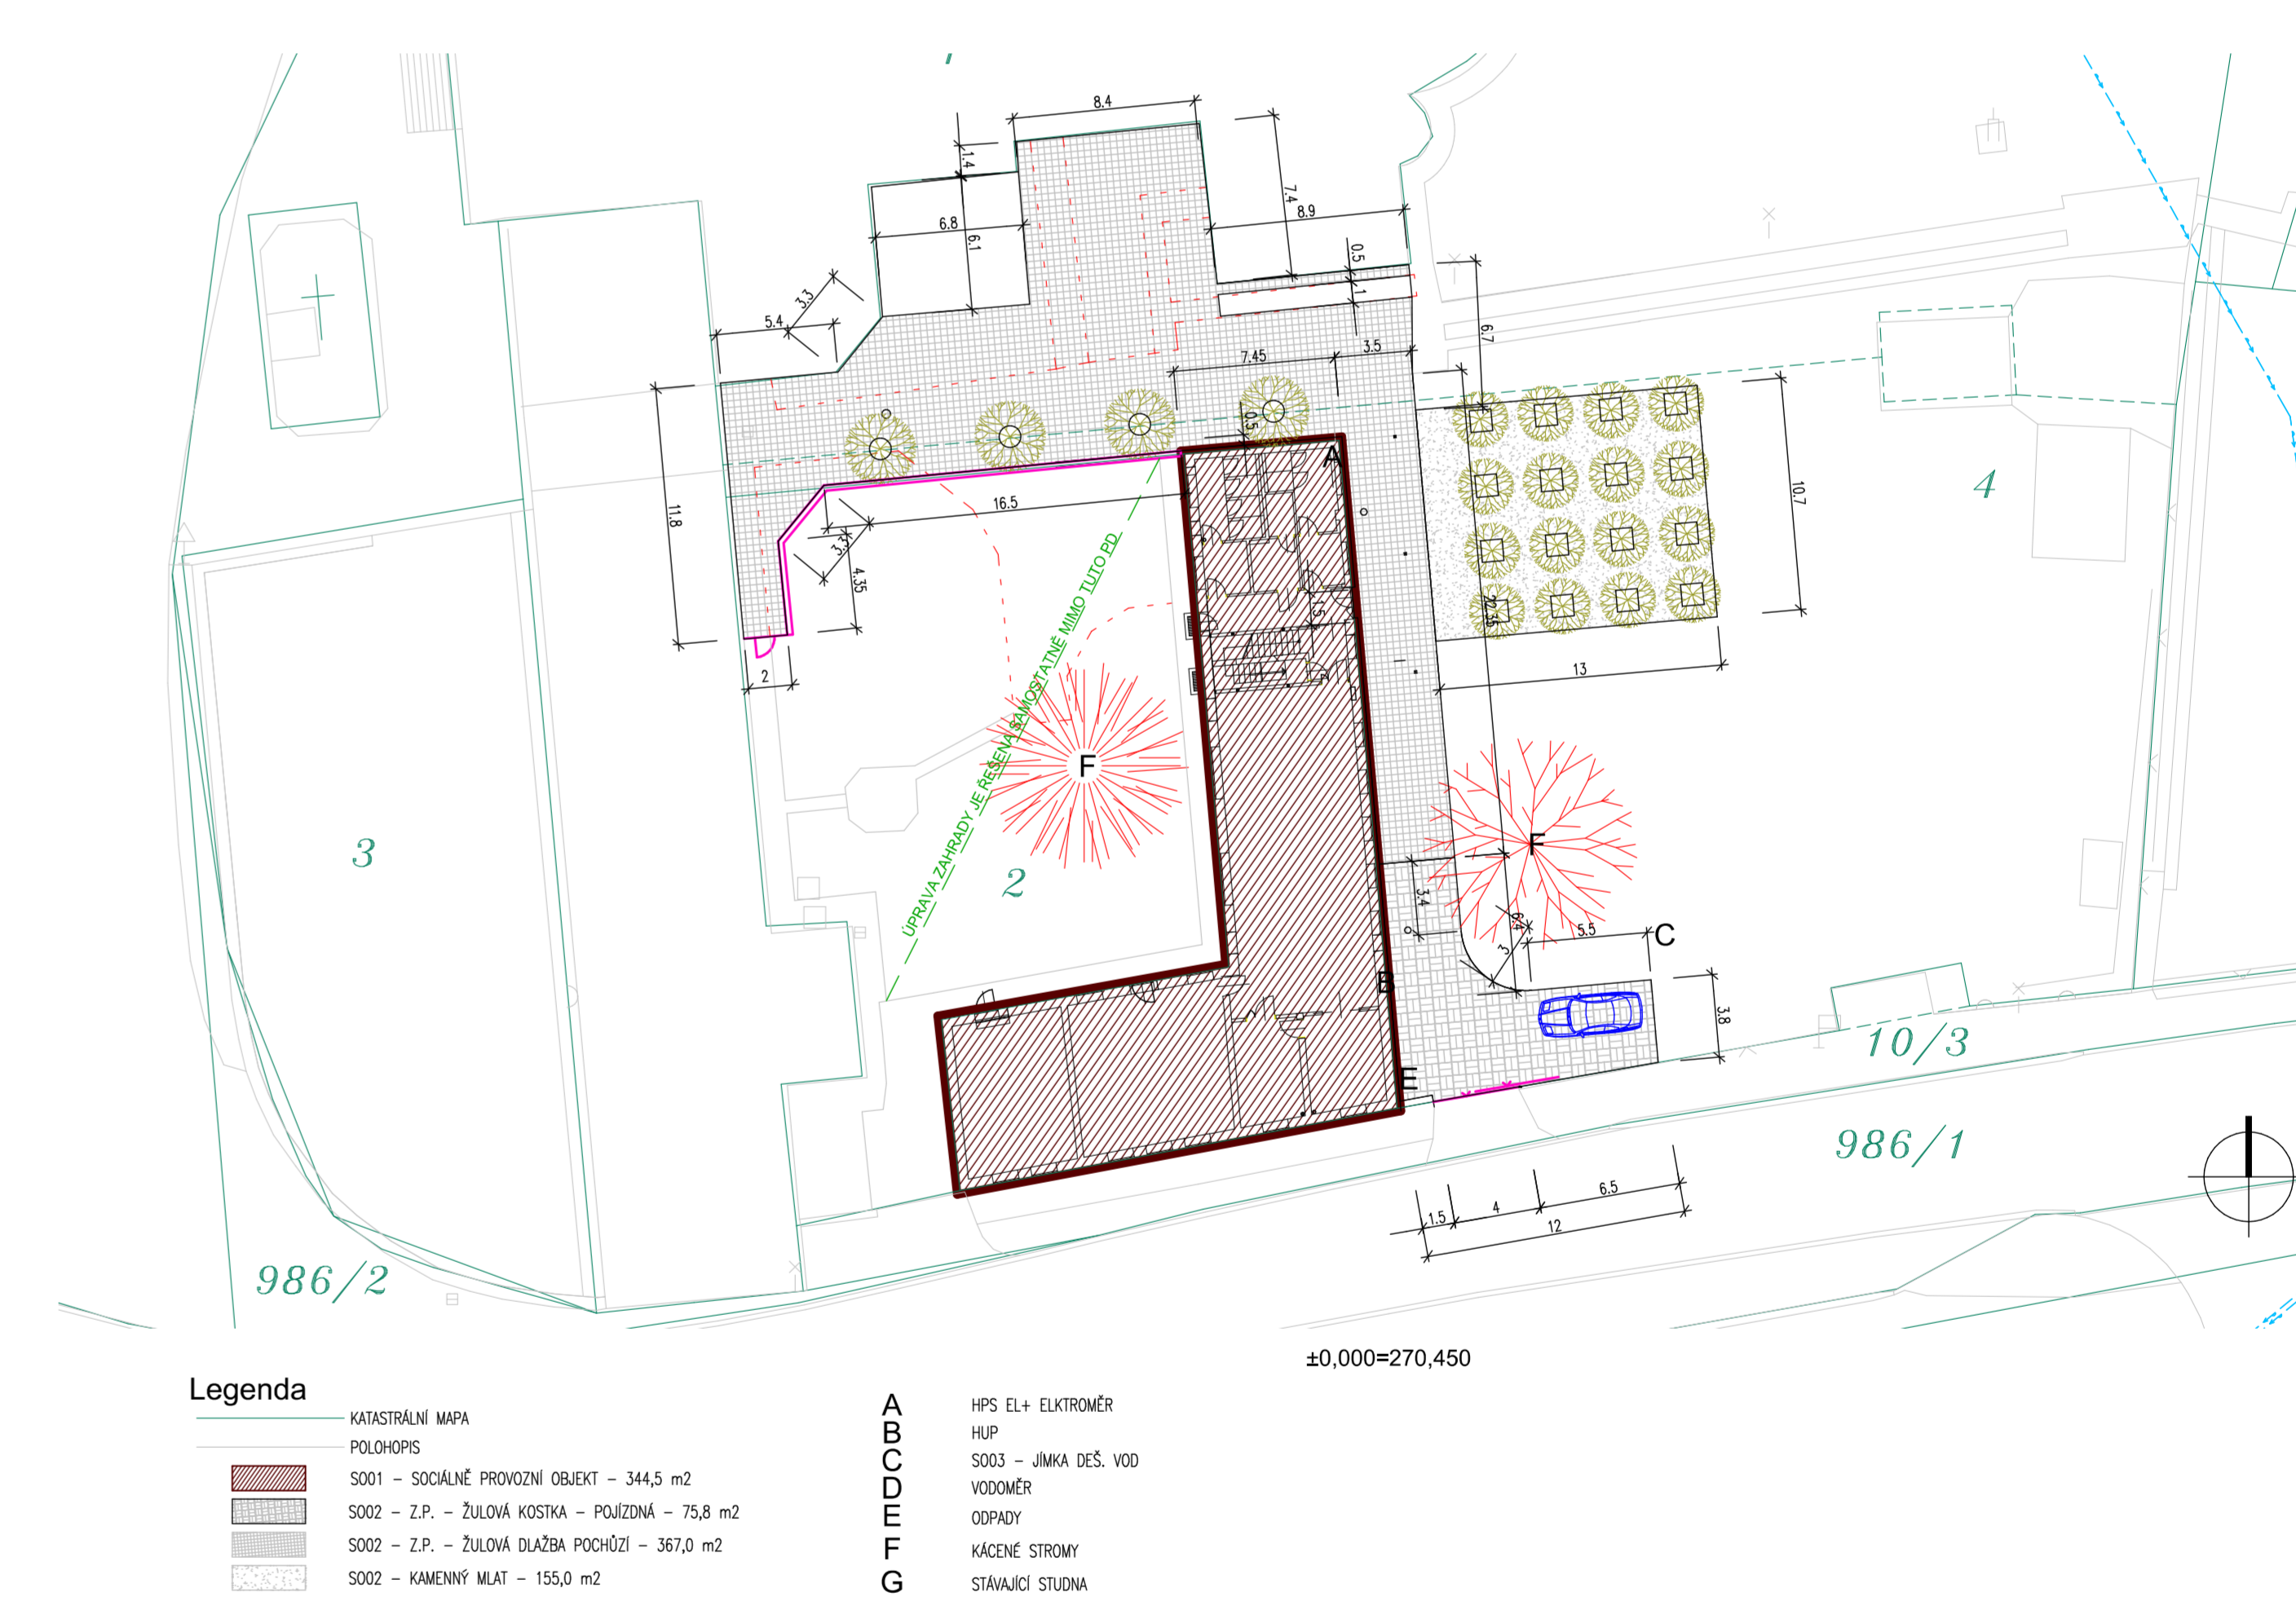 8.4
1.4
7.4
6.8
6.1
8.9
0.5
1
3.3
5.4
6.7
7.45
3.5
0.5
A
11.8
16.5
3.3
4.35
10.7
4
1.5
22.35
2
13
ÚPRAVA ZAHRADY JE ŘEŠENA SAMOSTATNĚ MIMO TUTO PD
F
F
3
2
3.4
6.4
3
5.5
C
B
3.8
E
10/3
986/1
1.5
4
6.5
12
986/2
±0,000=270,450
Legenda
KATASTRÁLNÍ MAPA
POLOHOPIS
SO01 – SOCIÁLNĚ PROVOZNÍ OBJEKT – 344,5 m2
SO02 – Z.P. – ŽULOVÁ KOSTKA – POJÍZDNÁ – 75,8 m2
SO02 – Z.P. – ŽULOVÁ DLAŽBA POCHŮZÍ – 367,0 m2
SO02 – KAMENNÝ MLAT – 155,0 m2
A HPS EL+ ELKTROMĚR
B HUP
C SO03 – JÍMKA DEŠ. VOD
D VODOMĚR
E ODPADY
F KÁCENÉ STROMY
G STÁVAJÍCÍ STUDNA